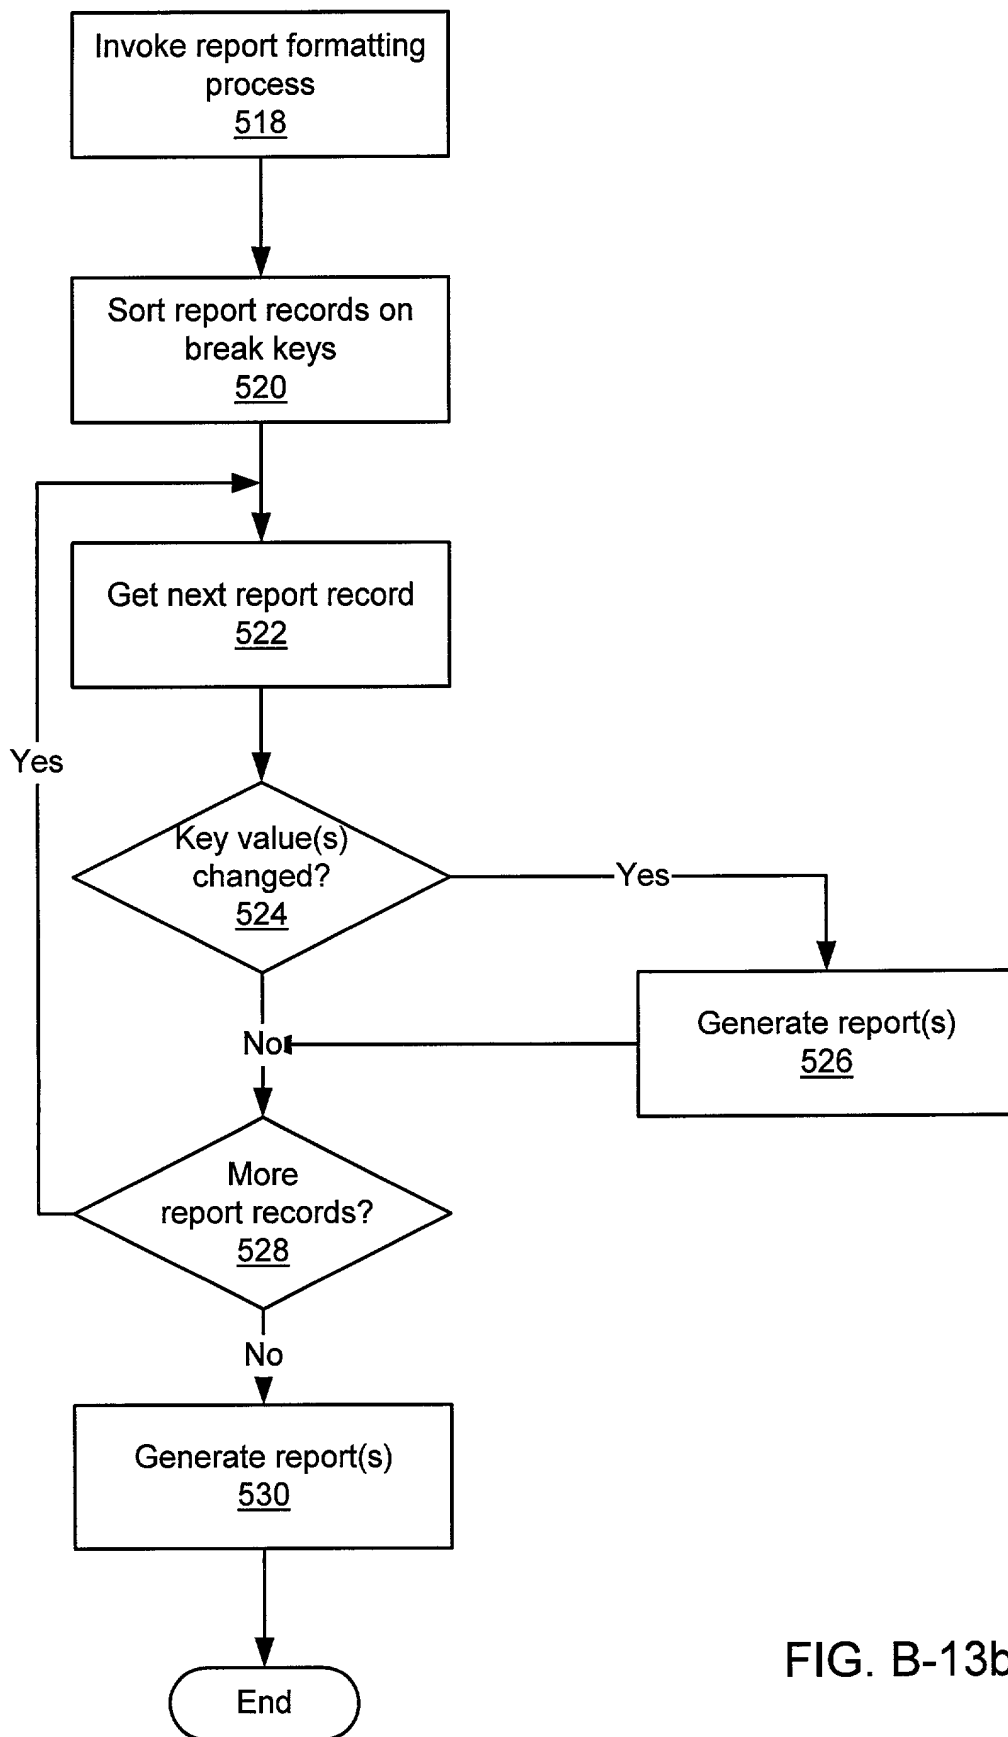 Invoke report formatting
process
518
Sort report records on
break keys
520
Get next report record
522
Yes
Key value(s)
changed?
524
Yes
No
Generate report(s)
526
More
report records?
528
No
Generate report(s)
530
End
FIG. B-13b